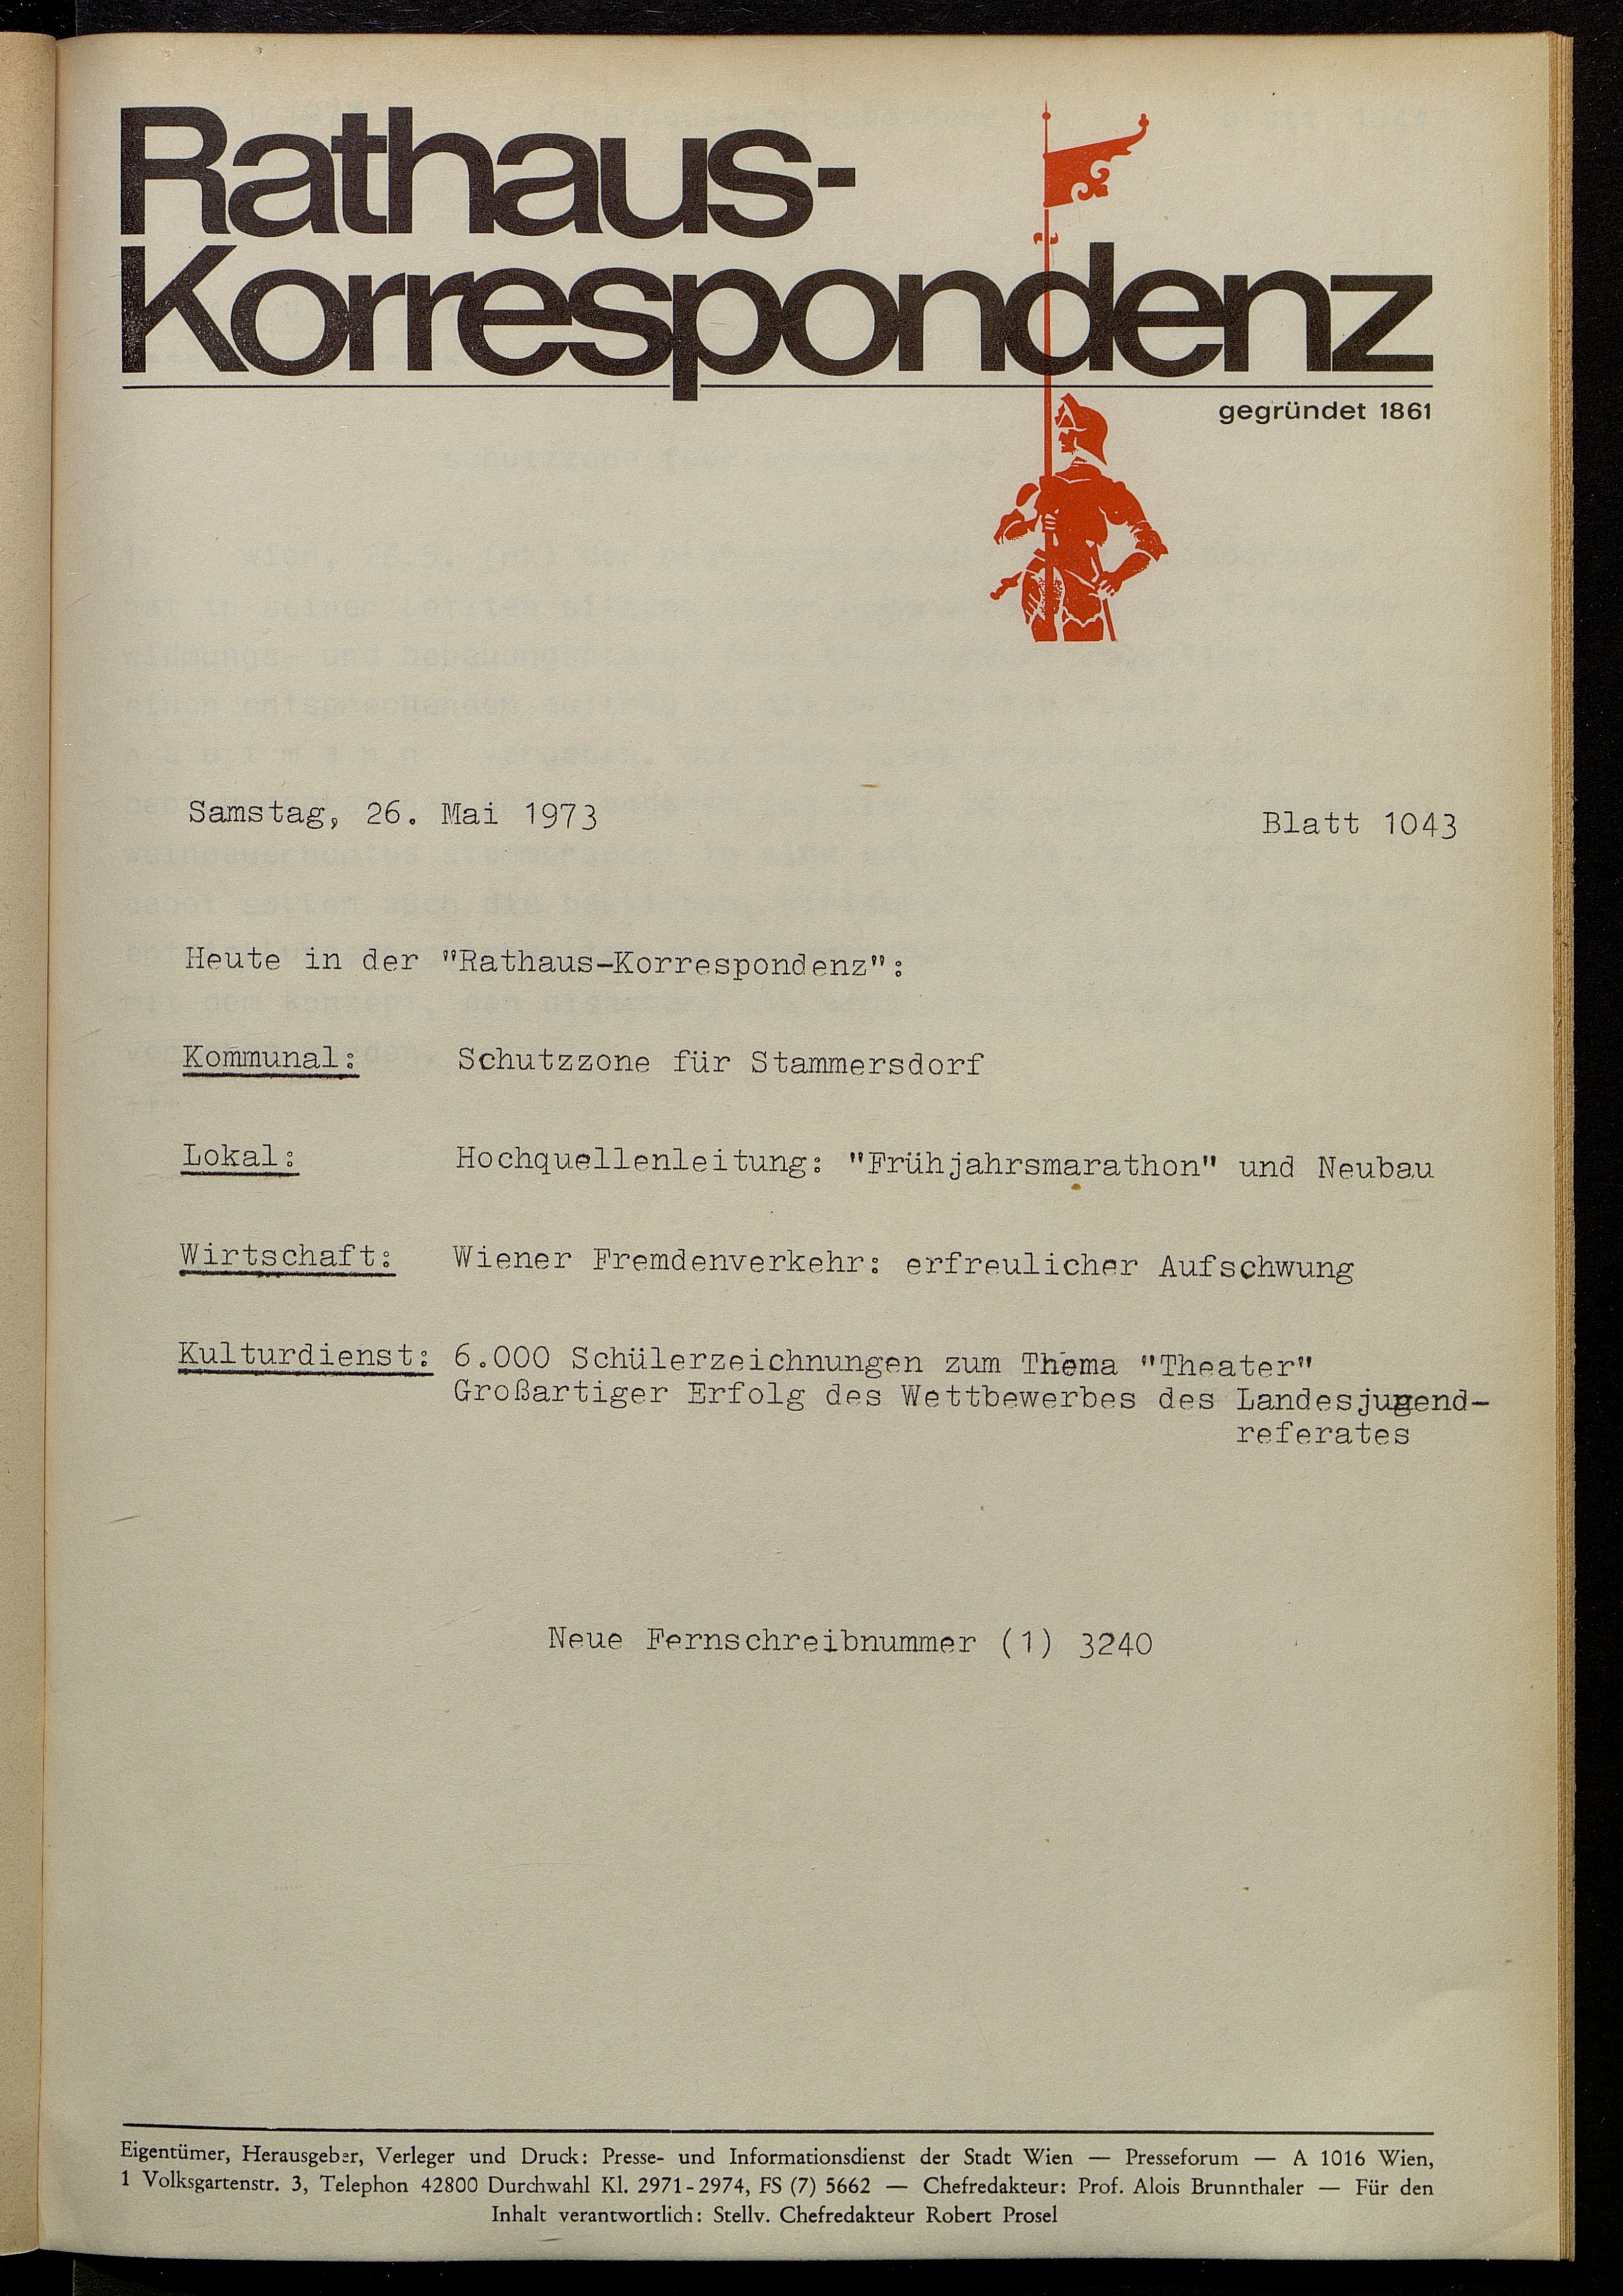 Rathaus-
Korrespondenz
gegründet 1861
Samstag, 26. Mai 1973
Blatt 1043
Heute in der "Rathaus-Korrespondenz":
Kommunal: Schutzzone für Stammersdorf
Lokal: Hochquellenleitung: "Frühjahrsmarathon" und Neubau
Wirtschaft: Wiener Fremdenverkehr: erfreulicher Aufschwung
Kulturdienst: 6.000 Schülerzeichnungen zum Thema "Theater"
Großartiger Erfolg des Wettbewerbes des Landesjugend-
referates
Neue Fernschreibnummer (1) 3240
Eigentümer, Herausgeber, Verleger und Druck: Presse- und Informationsdienst der Stadt Wien — Presseforum — A 1016 Wien,
1 Volksgartenstr. 3, Telephon 42800 Durchwahl Kl. 2971-2974, FS (7) 5662 — Chefredakteur: Prof. Alois Brunnthaler — Für den
Inhalt verantwortlich: Stellv. Chefredakteur Robert Prosel